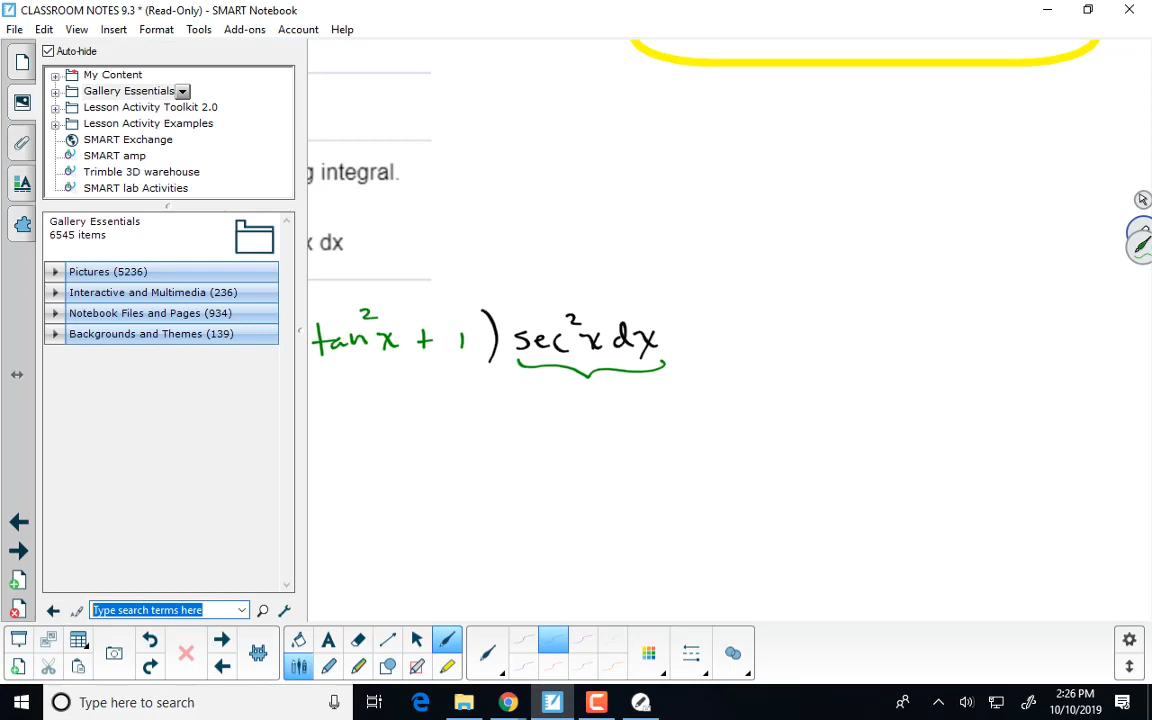 CLASSROOM NOTES 9.3 * (Read-Only) - SMART Notebook
File Edit View Insert Format Tools Add-ons Account Help
Auto-hide
My Content
Gallery Essentials
Lesson Activity Toolkit 2.0
Lesson Activity Examples
SMART Exchange
SMART amp
Trimble 3D warehouse
SMART lab Activities
Gallery Essentials
6545 items
Pictures (5236)
Interactive and Multimedia (236)
Notebook Files and Pages (934)
Backgrounds and Themes (139)
Type search terms here
g integral.
x dx
tan²x + 1 ) sec²x dx
Type here to search
2:26 PM
10/10/2019